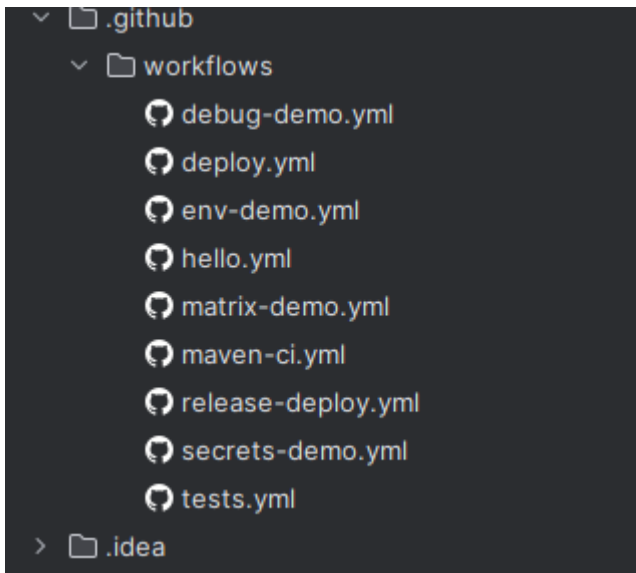 .github
workflows
debug-demo.yml
deploy.yml
env-demo.yml
hello.yml
matrix-demo.yml
maven-ci.yml
release-deploy.yml
secrets-demo.yml
tests.yml
.idea